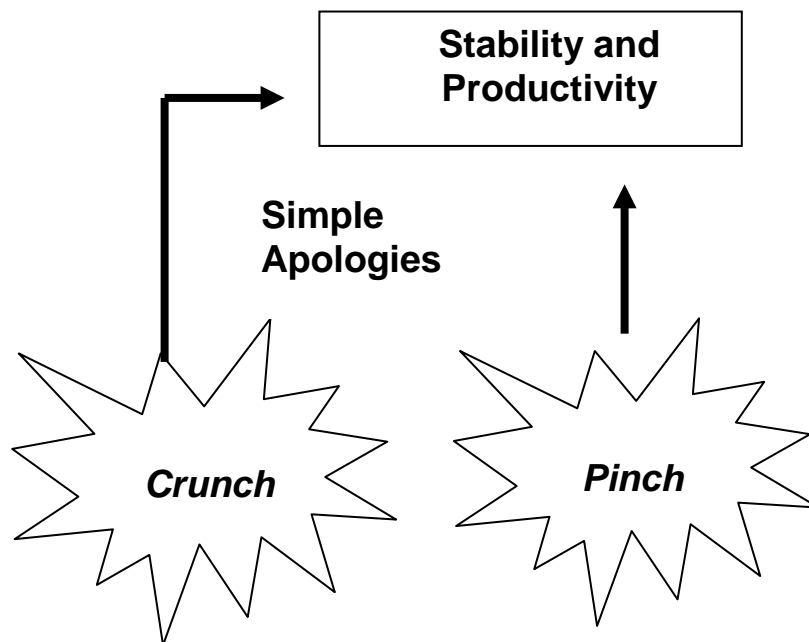 Stability and
Productivity
Simple
Apologies
Crunch
Pinch